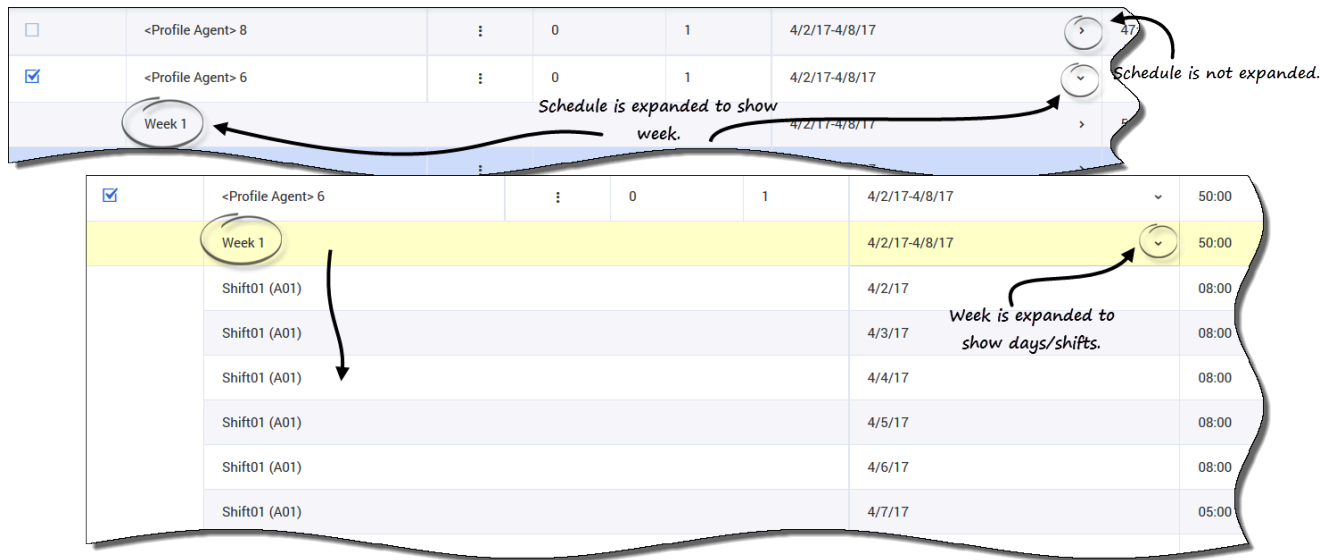 <Profile Agent> 8 0 1 4/2/17-4/8/17 47:
Schedule is not expanded.
<Profile Agent> 6 0 1 4/2/17-4/8/17
Schedule is expanded to show
week.
Week 1 4/2/17-4/8/17
<Profile Agent> 6 0 1 4/2/17-4/8/17 50:00
Week 1 4/2/17-4/8/17 50:00
Shift01 (A01) 4/2/17 08:00
Week is expanded to
show days/shifts.
Shift01 (A01) 4/3/17 08:00
Shift01 (A01) 4/4/17 08:00
Shift01 (A01) 4/5/17 08:00
Shift01 (A01) 4/6/17 08:00
Shift01 (A01) 4/7/17 05:00